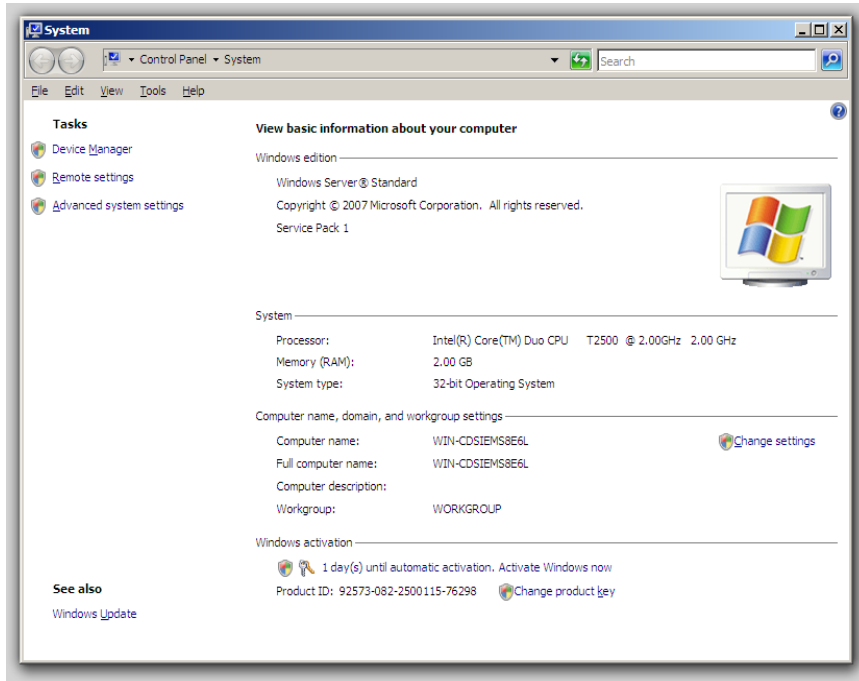 System
Control Panel System
Search
File Edit View Tools Help
Tasks
Device Manager
Remote settings
Advanced system settings
See also
Windows Update
View basic information about your computer
Windows edition
Windows Server® Standard
Copyright © 2007 Microsoft Corporation. All rights reserved.
Service Pack 1
System
Processor: Intel(R) Core(TM) Duo CPU T2500 @ 2.00GHz 2.00 GHz
Memory (RAM): 2.00 GB
System type: 32-bit Operating System
Computer name, domain, and workgroup settings
Computer name: WIN-CDSIEMS8E6L Change settings
Full computer name: WIN-CDSIEMS8E6L
Computer description:
Workgroup: WORKGROUP
Windows activation
1 day(s) until automatic activation. Activate Windows now
Product ID: 92573-082-2500115-76298 Change product key